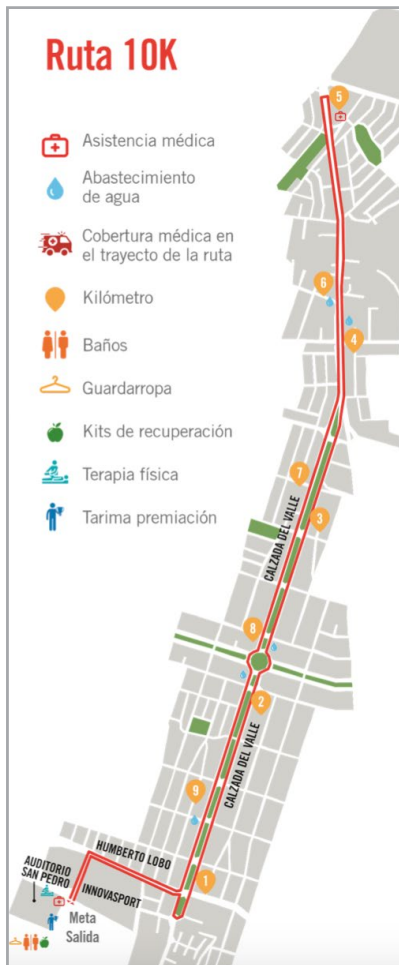 Ruta 10K
Asistencia médica
Abastecimiento
de agua
Cobertura médica en
el trayecto de la ruta
Kilómetro
Baños
Guardarropa
Kits de recuperación
Terapia física
Tarima premiación
5
6
4
7
3
CALZADA DEL VALLE
8
2
CALZADA DEL VALLE
9
1
HUMBERTO LOBO
INNOVASPORT
AUDITORIO
SAN PEDRO
Meta
Salida